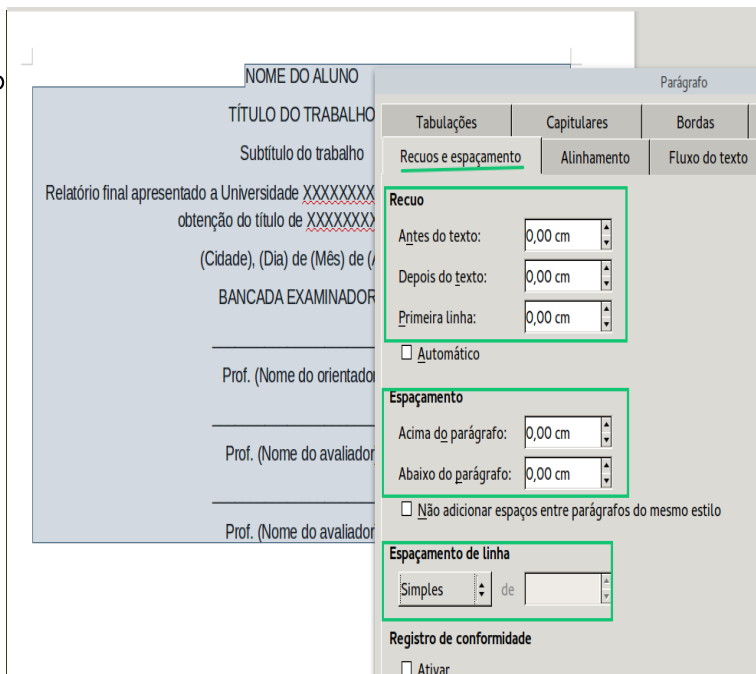 NOME DO ALUNO
TÍTULO DO TRABALHO
Subtítulo do trabalho
Relatório final apresentado a Universidade XXXXXXXX
obtenção do título de XXXXXXXX
(Cidade), (Dia) de (Mês) de (
BANCADA EXAMINADOR
Prof. (Nome do orientador
Prof. (Nome do avaliador
Prof. (Nome do avaliador
Parágrafo
Tabulações Capitulares Bordas
Recuos e espaçamento Alinhamento Fluxo do texto
Recuo
Antes do texto: 0,00 cm
Depois do texto: 0,00 cm
Primeira linha: 0,00 cm
Automático
Espaçamento
Acima do parágrafo: 0,00 cm
Abaixo do parágrafo: 0,00 cm
Não adicionar espaços entre parágrafos do mesmo estilo
Espaçamento de linha
Simples de
Registro de conformidade
Ativar